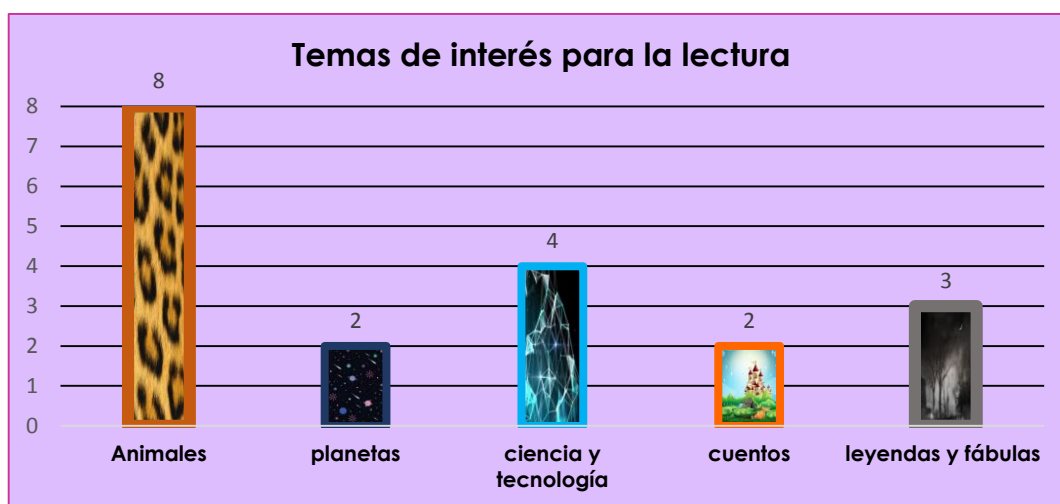 Temas de interés para la lectura
8
8
7
6
5
4
3
2
1
0
2
4
2
3
Animales
planetas
ciencia y
tecnología
cuentos
leyendas y fábulas